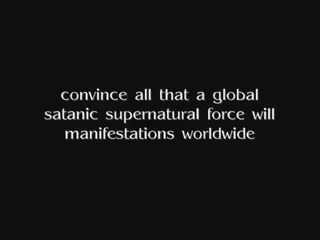 convince all that a global
satanic supernatural force will
manifestations worldwide